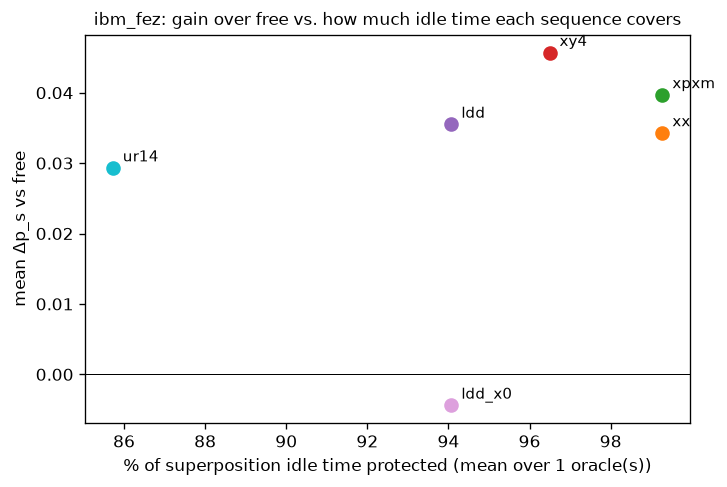 ibm_fez: gain over free vs. how much idle time each sequence covers
mean Δp_s vs free
0.04
0.03
0.02
0.01
0.00
xy4
xpxm
ldd
xx
ur14
ldd_x0
86
88
90
92
94
96
98
% of superposition idle time protected (mean over 1 oracle(s))